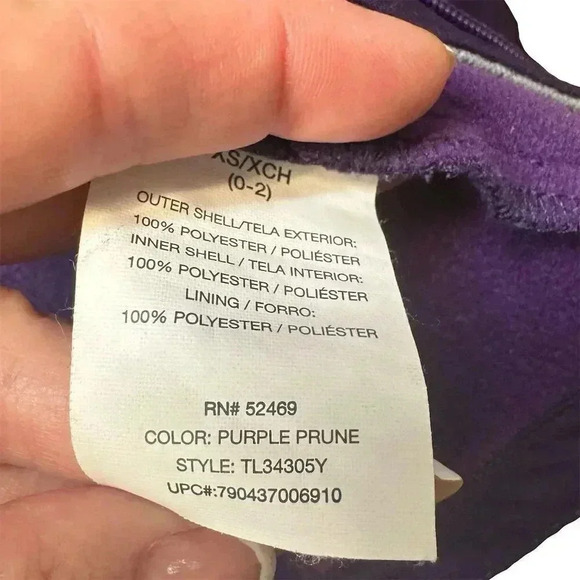 XS/XCH
(0-2)
OUTER SHELL/TELA EXTERIOR:
100% POLYESTER / POLIÉSTER
INNER SHELL / TELA INTERIOR:
100% POLYESTER / POLIÉSTER
LINING / FORRO:
100% POLYESTER / POLIÉSTER
RN# 52469
COLOR: PURPLE PRUNE
STYLE: TL34305Y
UPC#:790437006910